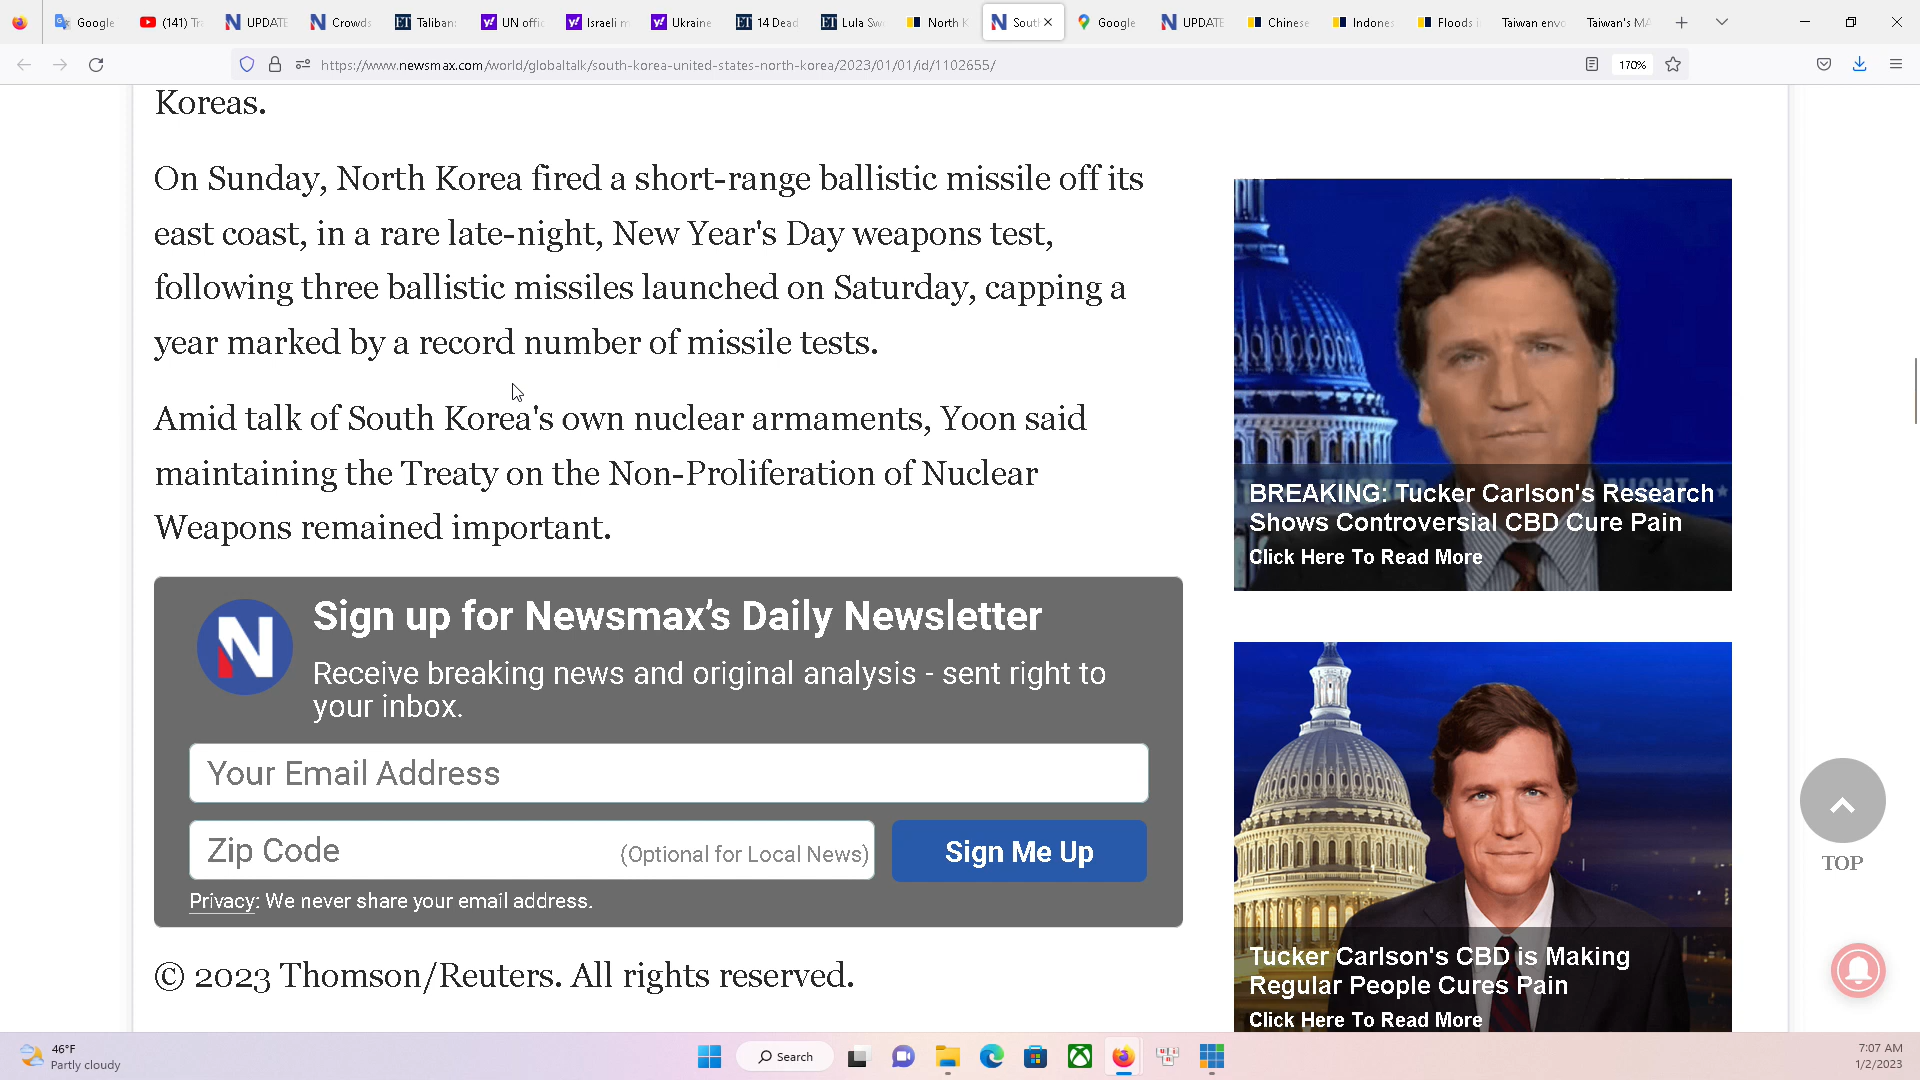 Google
(141) Tr
UPDATE
Crowds
Taliban:
UN offic
Israeli m
Ukraine
14 Dead
Lula Sw
North K
Sout
Google
UPDATE
Chinese
Indones
Floods i
Taiwan envo
Taiwan's MA
https://www.newsmax.com/world/globaltalk/south-korea-united-states-north-korea/2023/01/01/id/1102655/
170%
Koreas.
On Sunday, North Korea fired a short-range ballistic missile off its
east coast, in a rare late-night, New Year's Day weapons test,
following three ballistic missiles launched on Saturday, capping a
year marked by a record number of missile tests.
Amid talk of South Korea's own nuclear armaments, Yoon said
maintaining the Treaty on the Non-Proliferation of Nuclear
Weapons remained important.
N
Sign up for Newsmax’s Daily Newsletter
Receive breaking news and original analysis - sent right to
your inbox.
Your Email Address
Zip Code
(Optional for Local News)
Sign Me Up
Privacy: We never share your email address.
© 2023 Thomson/Reuters. All rights reserved.
BREAKING: Tucker Carlson's Research
Shows Controversial CBD Cure Pain
Click Here To Read More
Tucker Carlson's CBD is Making
Regular People Cures Pain
Click Here To Read More
TOP
46°F
Partly cloudy
Search
7:07 AM
1/2/2023